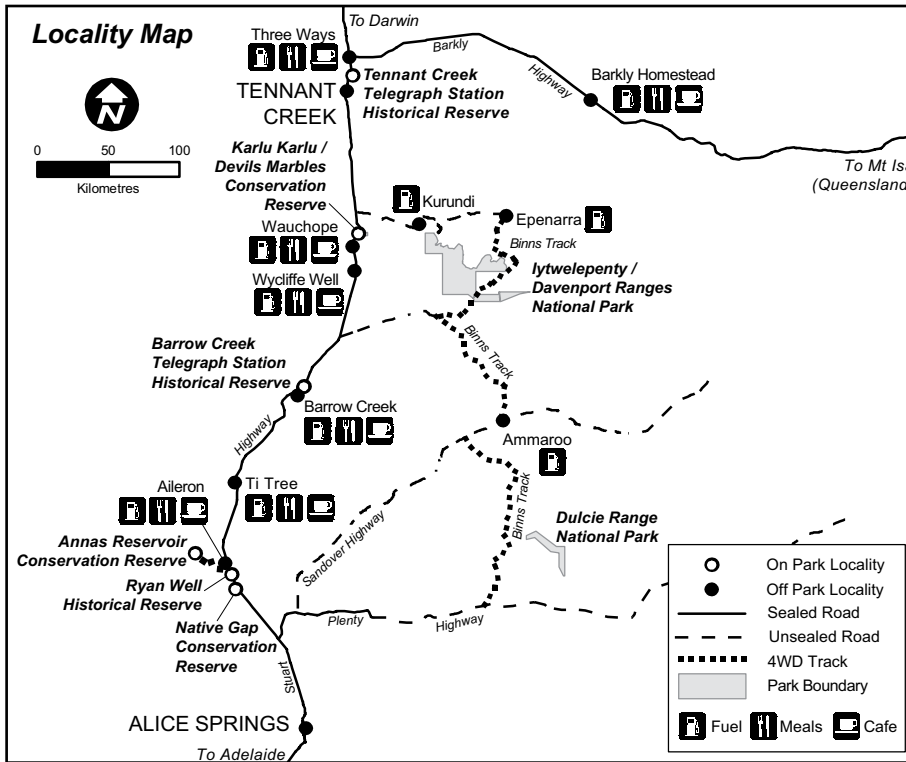 Locality Map
N
0 50 100
Kilometres
To Darwin
Three Ways
Barkly
Highway
Barkly Homestead
Tennant Creek
Telegraph Station
Historical Reserve
TENNANT
CREEK
To Mt Is
(Queensland
Karlu Karlu /
Devils Marbles
Conservation
Reserve
Kurundi
Epenarra
Wauchope
Binns Track
Wycliffe Well
Iytwelepenty /
Davenport Ranges
National Park
Barrow Creek
Telegraph Station
Historical Reserve
Binns Track
Barrow Creek
Highway
Ammaroo
Aileron
Ti Tree
Binns Track
Dulcie Range
National Park
Annas Reservoir
Conservation Reserve
Sandover Highway
Ryan Well
Historical Reserve
Native Gap
Conservation
Reserve
Plenty
Highway
Stuart
ALICE SPRINGS
To Adelaide
On Park Locality
Off Park Locality
Sealed Road
Unsealed Road
4WD Track
Park Boundary
Fuel Meals Cafe